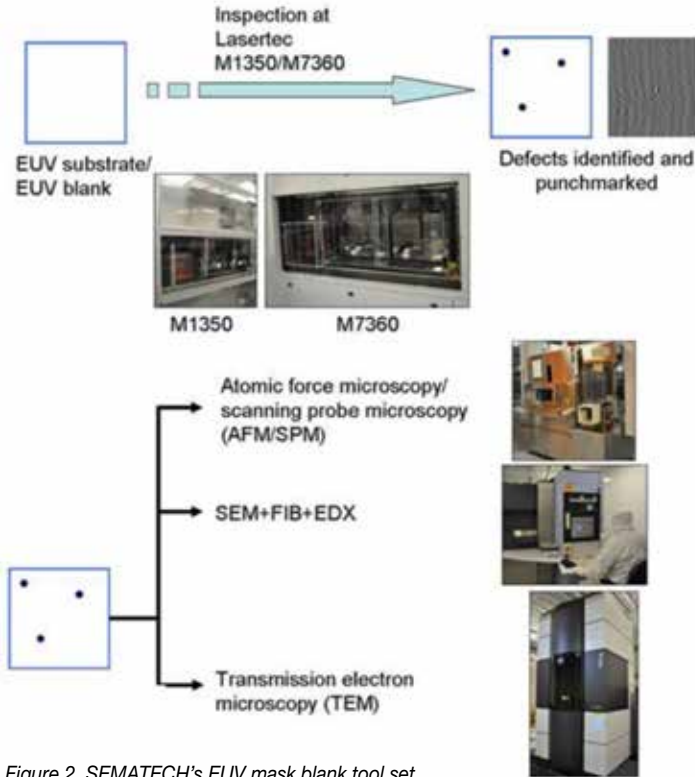 Inspection at
Lasertec
M1350/M7360
EUV substrate/
EUV blank
Defects identified and
punchmarked
M1350
M7360
Atomic force microscopy/
scanning probe microscopy
(AFM/SPM)
SEM+FIB+EDX
Transmission electron
microscopy (TEM)
Figure 2. SEMATECH's EUV mask blank tool set